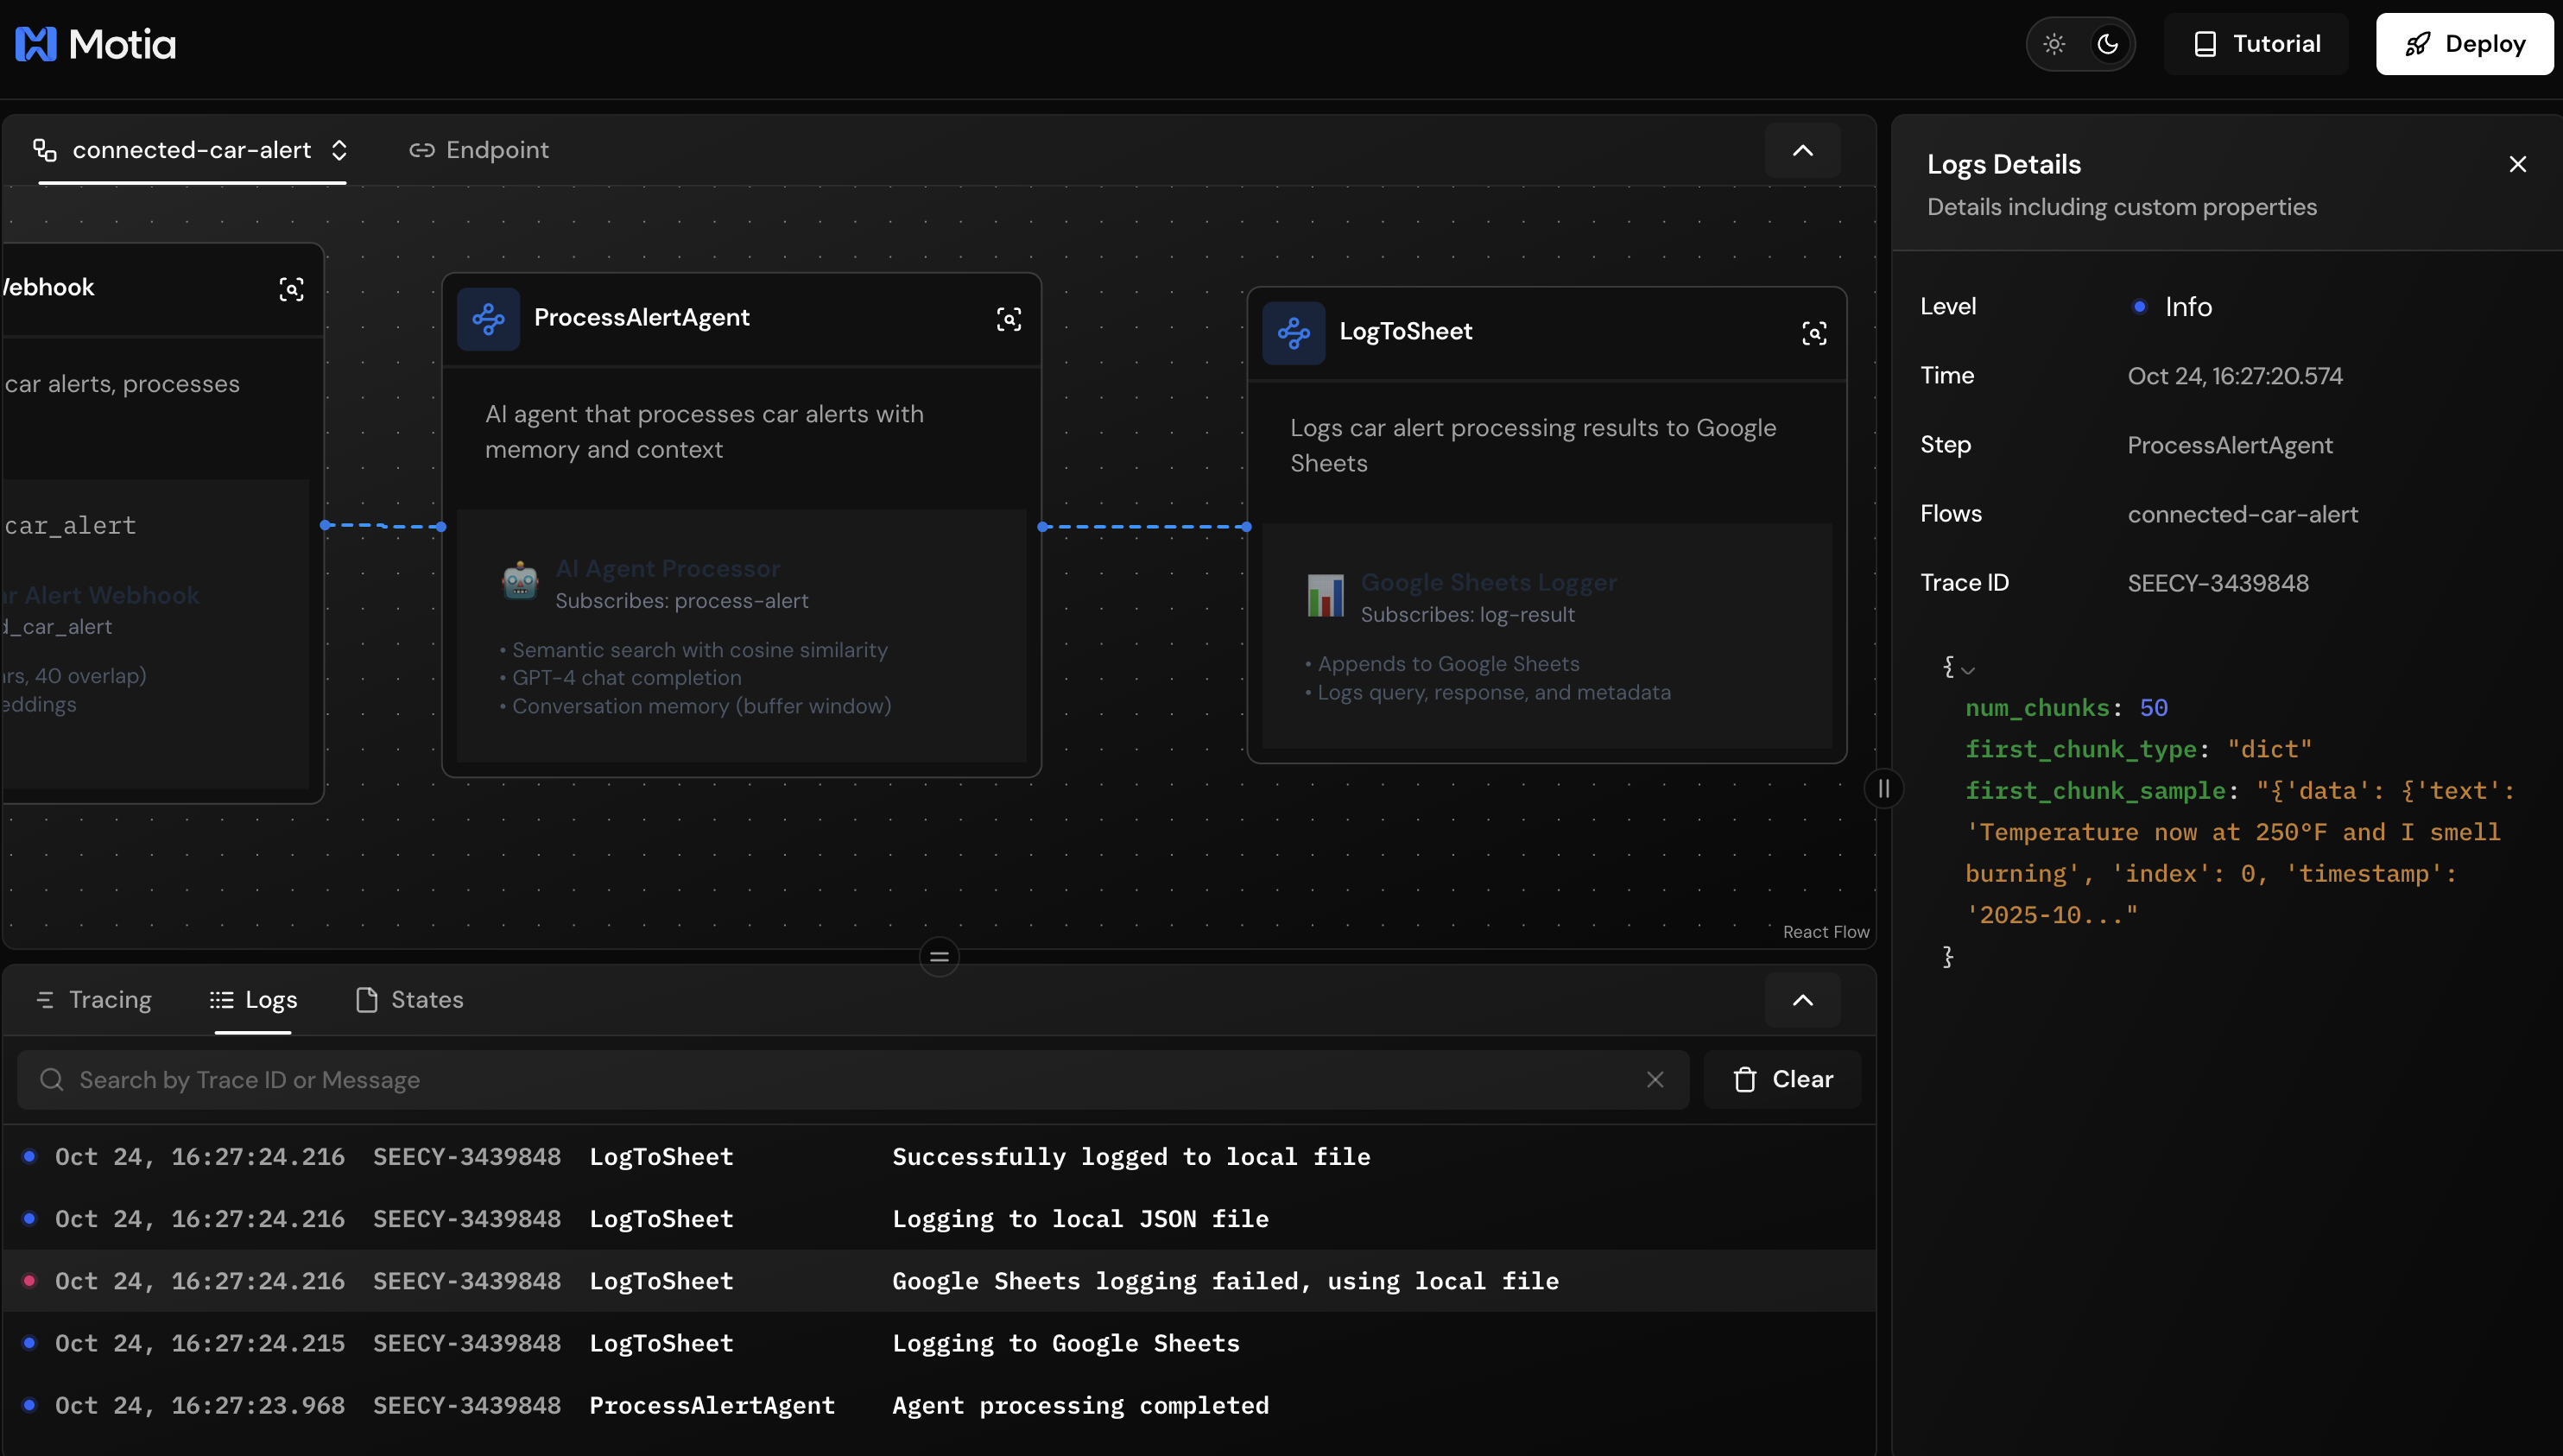 Motia
Tutorial
Deploy
connected-car-alert
Endpoint
Webhook
car alerts, processes
car_alert
Alert Webhook
_car_alert
40 overlap)
ProcessAlertAgent
AI agent that processes car alerts with
memory and context
AI Agent Processor
Subscribes: process-alert
• Semantic search with cosine similarity
• GPT-4 chat completion
• Conversation memory (buffer window)
LogToSheet
Logs car alert processing results to Google
Sheets
Google Sheets Logger
Subscribes: log-result
• Appends to Google Sheets
• Logs query, response, and metadata
React Flow
Tracing
Logs
States
Search by Trace ID or Message
Clear
Oct 24, 16:27:24.216 SEECY-3439848 LogToSheet Successfully logged to local file
Oct 24, 16:27:24.216 SEECY-3439848 LogToSheet Logging to local JSON file
Oct 24, 16:27:24.216 SEECY-3439848 LogToSheet Google Sheets logging failed, using local file
Oct 24, 16:27:24.215 SEECY-3439848 LogToSheet Logging to Google Sheets
Oct 24, 16:27:23.968 SEECY-3439848 ProcessAlertAgent Agent processing completed
Logs Details
Details including custom properties
Level Info
Time Oct 24, 16:27:20.574
Step ProcessAlertAgent
Flows connected-car-alert
Trace ID SEECY-3439848
{
num_chunks: 50
first_chunk_type: "dict"
first_chunk_sample: "{'data': {'text':
'Temperature now at 250°F and I smell
burning', 'index': 0, 'timestamp':
'2025-10..."
}